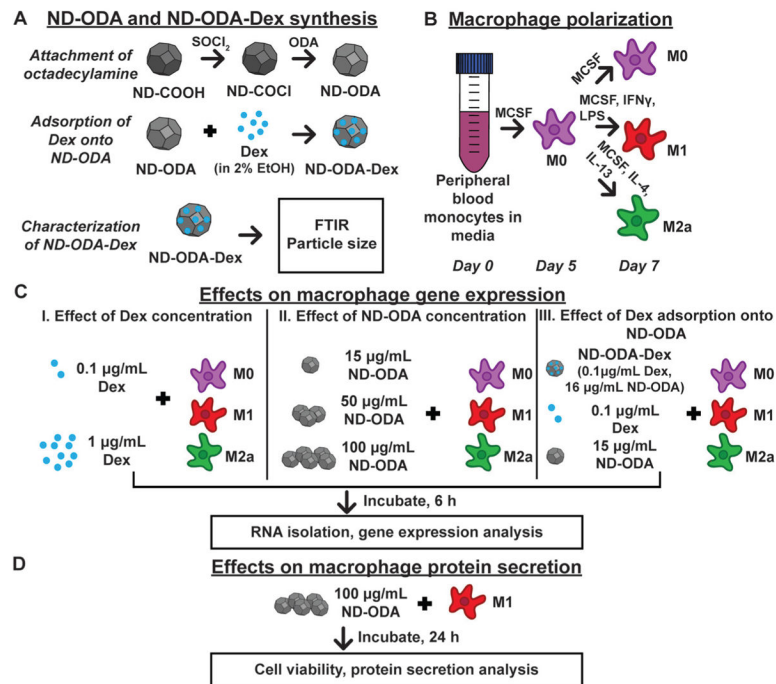 A ND-ODA and ND-ODA-Dex synthesis
Attachment of
octadecylamine
SOCl2
ODA
ND-COOH
ND-COCl
ND-ODA
Adsorption of
Dex onto
ND-ODA
ND-ODA
+
Dex
(in 2% EtOH)
ND-ODA-Dex
Characterization
of ND-ODA-Dex
ND-ODA-Dex
FTIR
Particle size
B Macrophage polarization
Peripheral
blood
monocytes in
media
MCSF
M0
MCSF
M0
MCSF, IFNγ,
LPS
M1
MCSF, IL-4,
IL-13
M2a
Day 0 Day 5 Day 7
C Effects on macrophage gene expression
I. Effect of Dex concentration
0.1 µg/mL
Dex
1 µg/mL
Dex
+
M0
M1
M2a
II. Effect of ND-ODA concentration
15 µg/mL
ND-ODA
50 µg/mL
ND-ODA
100 µg/mL
ND-ODA
+
M0
M1
M2a
III. Effect of Dex adsorption onto
ND-ODA
ND-ODA-Dex
(0.1µg/mL Dex,
16 µg/mL ND-ODA)
0.1 µg/mL
Dex
15 µg/mL
ND-ODA
+
M0
M1
M2a
Incubate, 6 h
RNA isolation, gene expression analysis
D Effects on macrophage protein secretion
100 µg/mL
ND-ODA
+
M1
Incubate, 24 h
Cell viability, protein secretion analysis